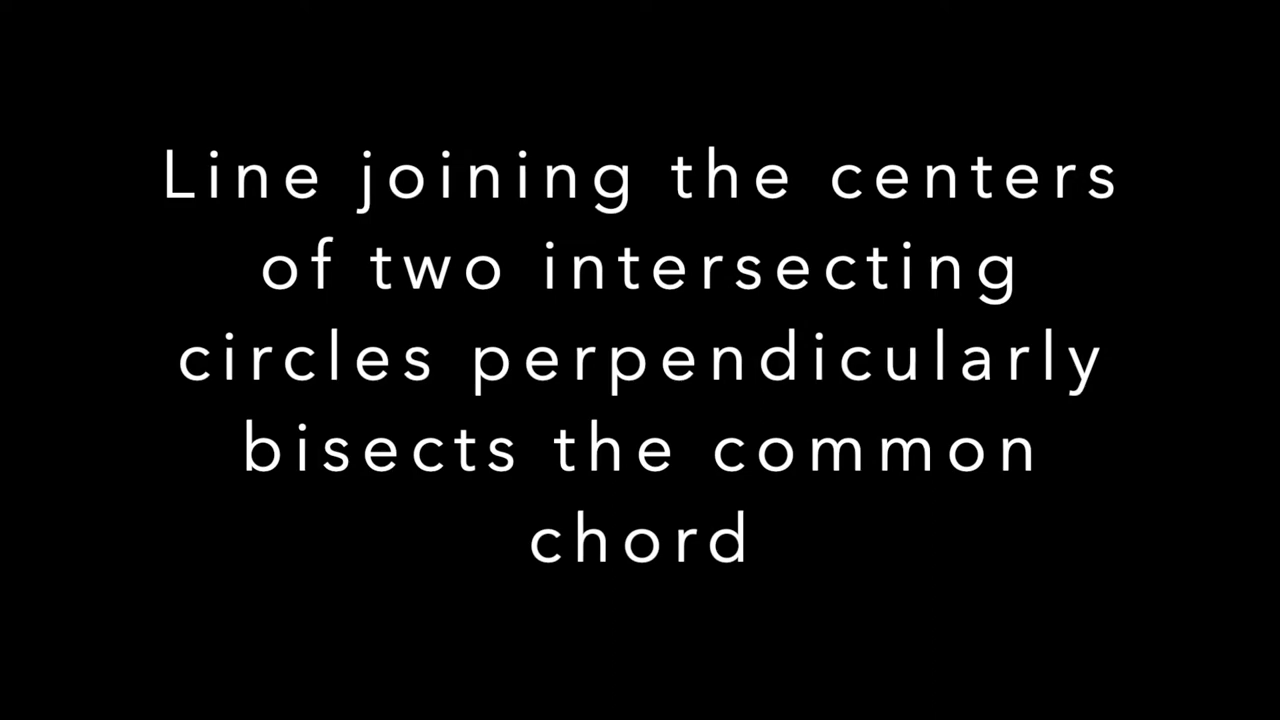 Line joining the centers
of two intersecting
circles perpendicularly
bisects the common
chord